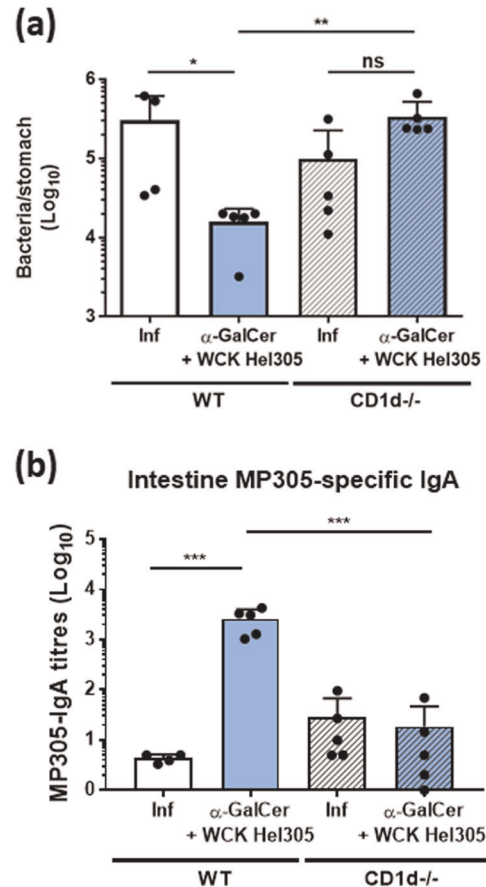 (a)
**
*
ns
6
5
4
3
Bacteria/stomach
(Log10)
Inf
α-GalCer
+ WCK Hel305
Inf
α-GalCer
+ WCK Hel305
WT
CD1d-/-
(b)
Intestine MP305-specific IgA
***
***
5
4
3
2
1
0
MP305-IgA titres (Log10)
Inf
α-GalCer
+ WCK Hel305
Inf
α-GalCer
+ WCK Hel305
WT
CD1d-/-